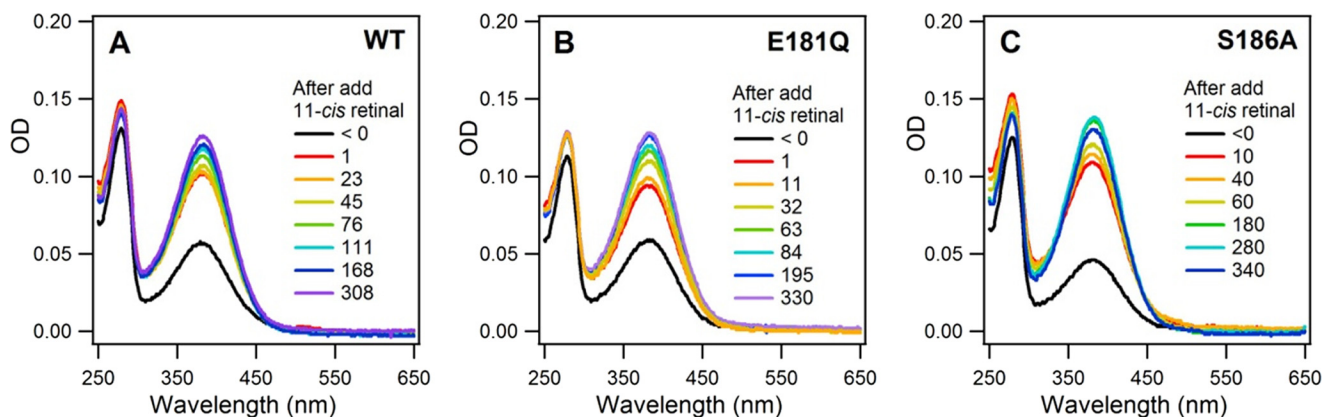 A
WT
OD
0.20
0.15
0.10
0.05
0.00
After add
11-cis retinal
< 0
1
23
45
76
111
168
308
250
350
450
550
650
Wavelength (nm)
B
E181Q
OD
0.20
0.15
0.10
0.05
0.00
After add
11-cis retinal
< 0
1
11
32
63
84
195
330
250
350
450
550
650
Wavelength (nm)
C
S186A
OD
0.20
0.15
0.10
0.05
0.00
After add
11-cis retinal
<0
10
40
60
180
280
340
250
350
450
550
650
Wavelength (nm)